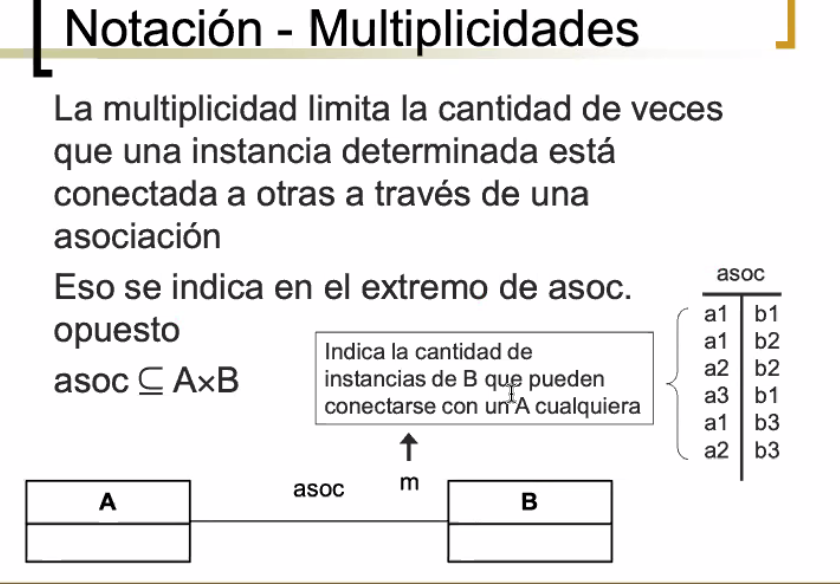 Notación - Multiplicidades
La multiplicidad limita la cantidad de veces
que una instancia determinada está
conectada a otras a través de una
asociación
Eso se indica en el extremo de asoc.
opuesto
asoc ⊆ A×B
Indica la cantidad de
instancias de B que pueden
conectarse con un A cualquiera
asoc
a1 b1
a1 b2
a2 b2
a3 b1
a1 b3
a2 b3
A
asoc
m
B